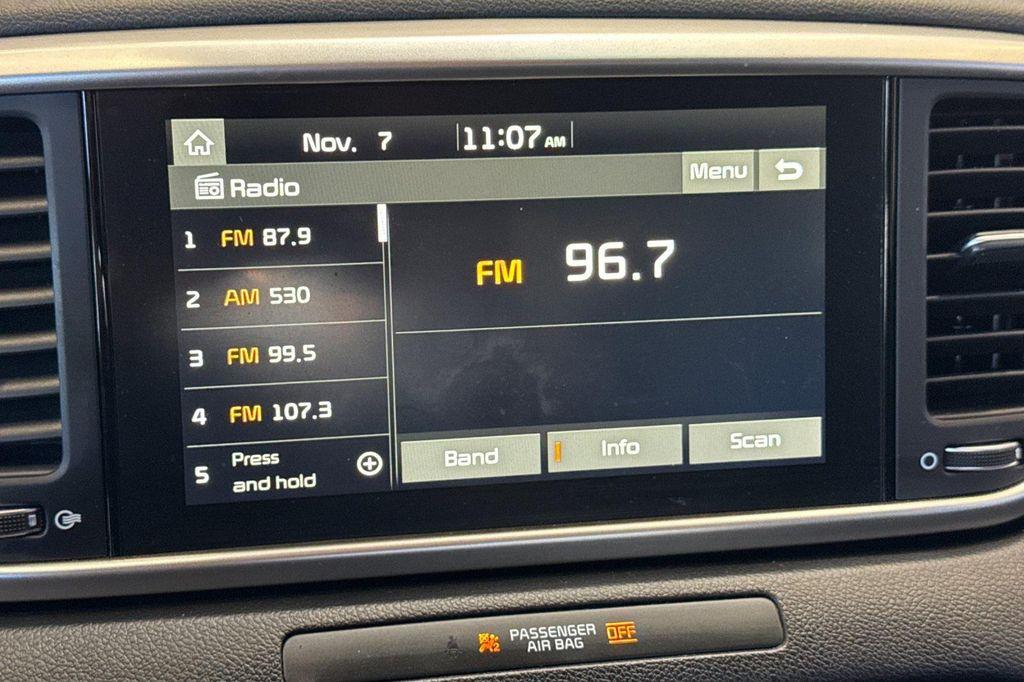 Nov. 7 11:07 AM
Radio Menu
1 FM 87.9
2 AM 530
3 FM 99.5
4 FM 107.3
5 Press and hold
FM 96.7
Band Info Scan
PASSENGER
AIR BAG OFF
2